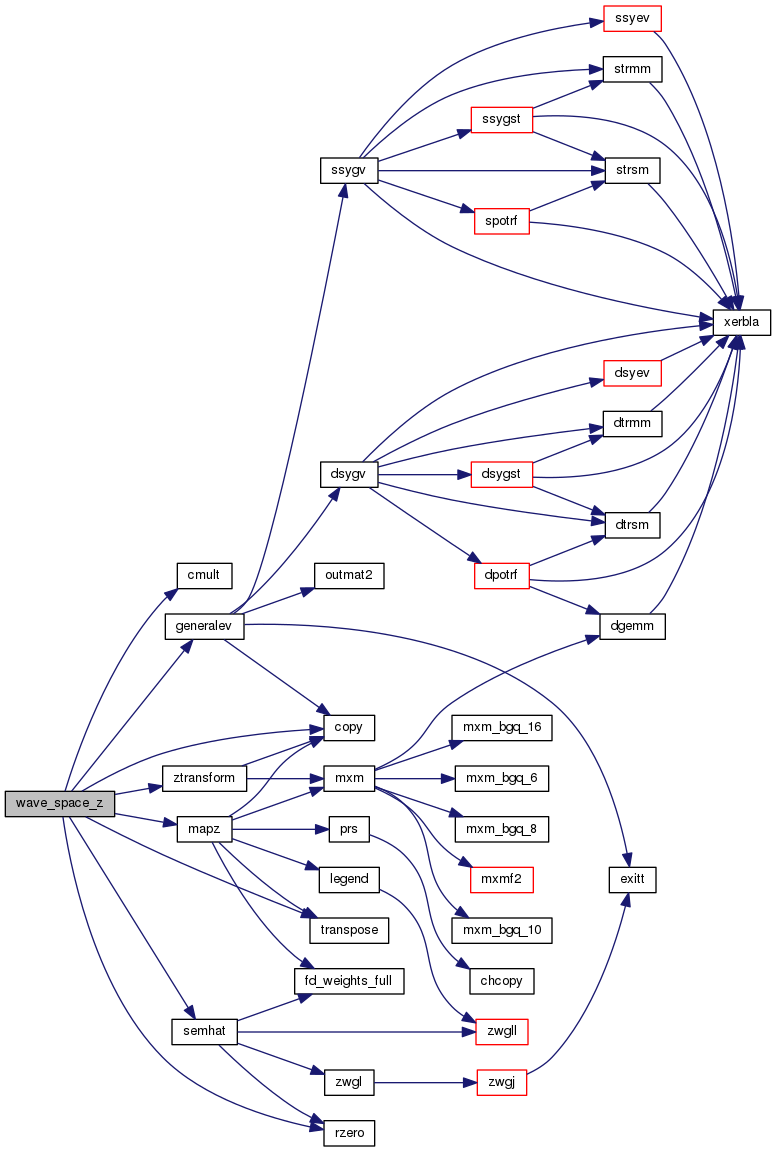 ssyev
strmm
ssygst
ssygv
strsm
spotrf
xerbla
dsyev
dtrmm
dsygv
dsygst
dtrsm
cmult
outmat2
dpotrf
generalev
dgemm
copy
mxm_bgq_16
ztransform
mxm
mxm_bgq_6
wave_space_z
mapz
prs
mxm_bgq_8
legend
mxmf2
exitt
transpose
mxm_bgq_10
fd_weights_full
chcopy
semhat
zwgll
zwgl
zwgj
rzero